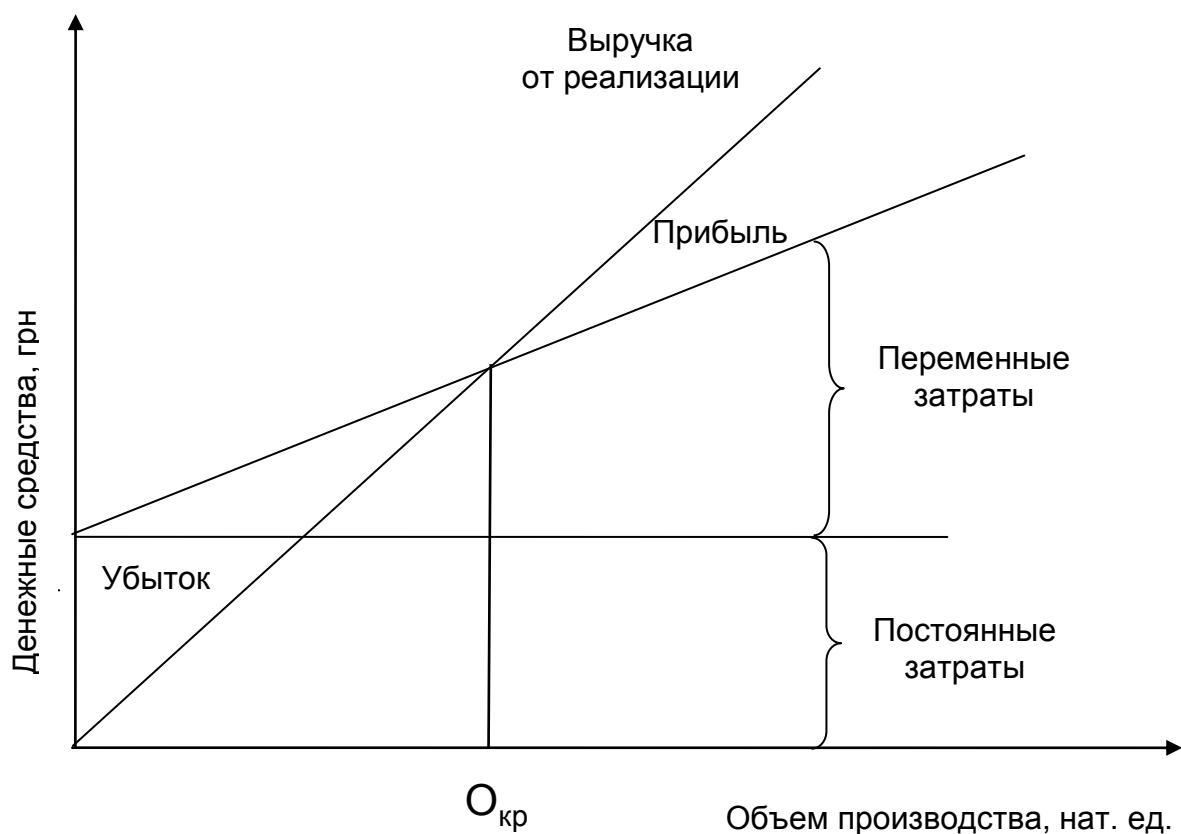 Выручка
от реализации
Прибыль
Переменные
затраты
Денежные средства, грн
Убыток
Постоянные
затраты
Oкр
Объем производства, нат. ед.